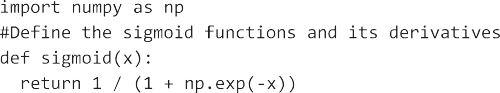 import numpy as np
#Define the sigmoid functions and its derivatives
def sigmoid(x):
  return 1 / (1 + np.exp(-x))